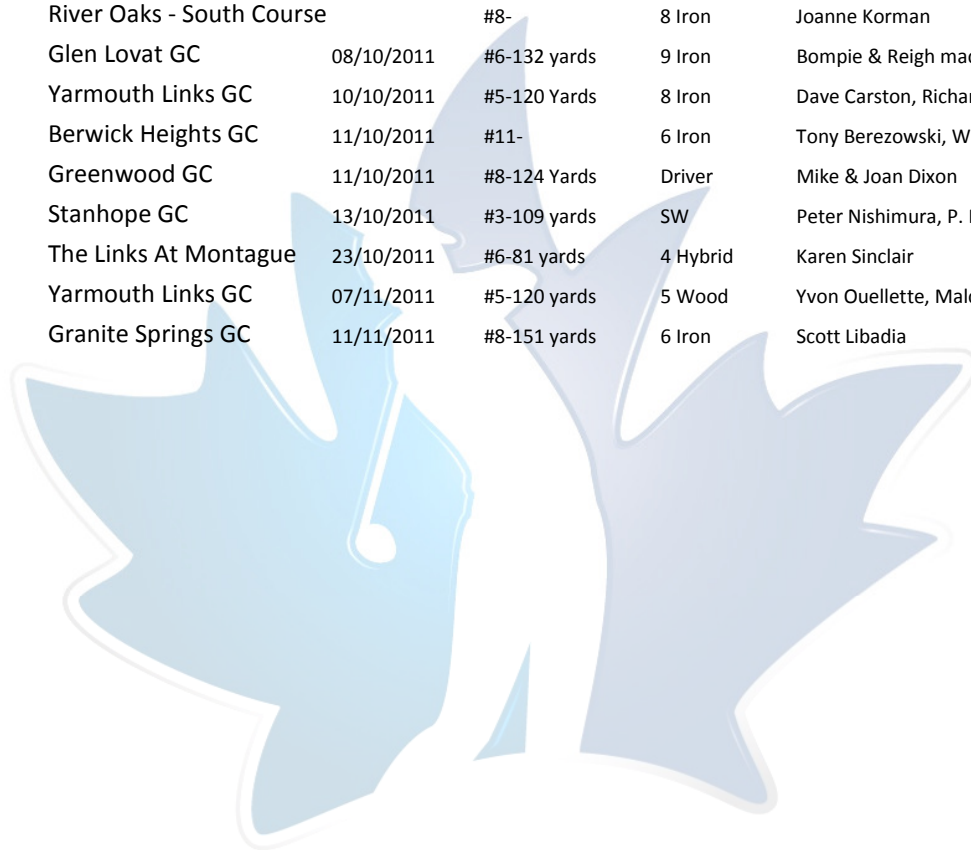 River Oaks - South Course #8- 8 Iron Joanne Korman
Glen Lovat GC 08/10/2011 #6-132 yards 9 Iron Bompie & Reigh
Yarmouth Links GC 10/10/2011 #5-120 Yards 8 Iron Dave Carston,
Berwick Heights GC 11/10/2011 #11- 6 Iron Tony Berezowski,
Greenwood GC 11/10/2011 #8-124 Yards Driver Mike & Joan Dixon
Stanhope GC 13/10/2011 #3-109 yards SW Peter Nishimura, P.
The Links At Montague 23/10/2011 #6-81 yards 4 Hybrid Karen Sinclair
Yarmouth Links GC 07/11/2011 #5-120 yards 5 Wood Yvon Ouellette,
Granite Springs GC 11/11/2011 #8-151 yards 6 Iron Scott Libadia